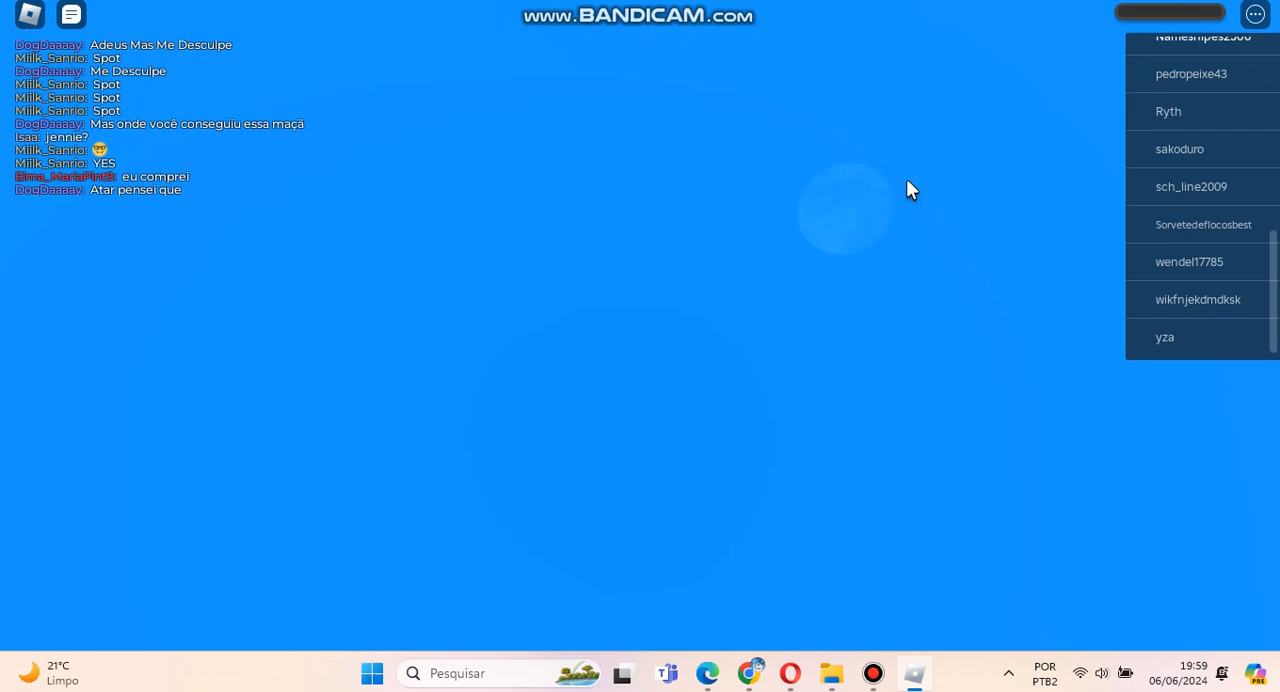 www.BANDICAM.com
DogDaaaay: Adeus Mas Me Desculpe
Miilk_Sanrio: Spot
DogDaaaay: Me Desculpe
Miilk_Sanrio: Spot
Miilk_Sanrio: Spot
Miilk_Sanrio: Spot
DogDaaaay: Mas onde você conseguiu essa maçã
Isaa: jennie?
Miilk_Sanrio: 🤓
Miilk_Sanrio: YES
Elma_MariaPint9: eu comprei
DogDaaaay: Atar pensei que
pedropeixe43
Ryth
sakoduro
sch_line2009
Sorvetedeflocosbest
wendel17785
wikfnjekdmdksk
yza
21°C
Limpo
Pesquisar
POR
PTB2
19:59
06/06/2024
PRE